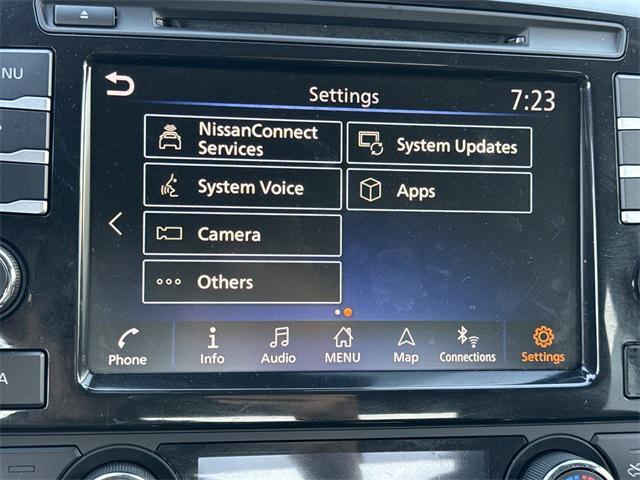 Settings
7:23
NissanConnect
Services
System Updates
System Voice
Apps
Camera
Others
Phone
Info
Audio
MENU
Map
Connections
Settings